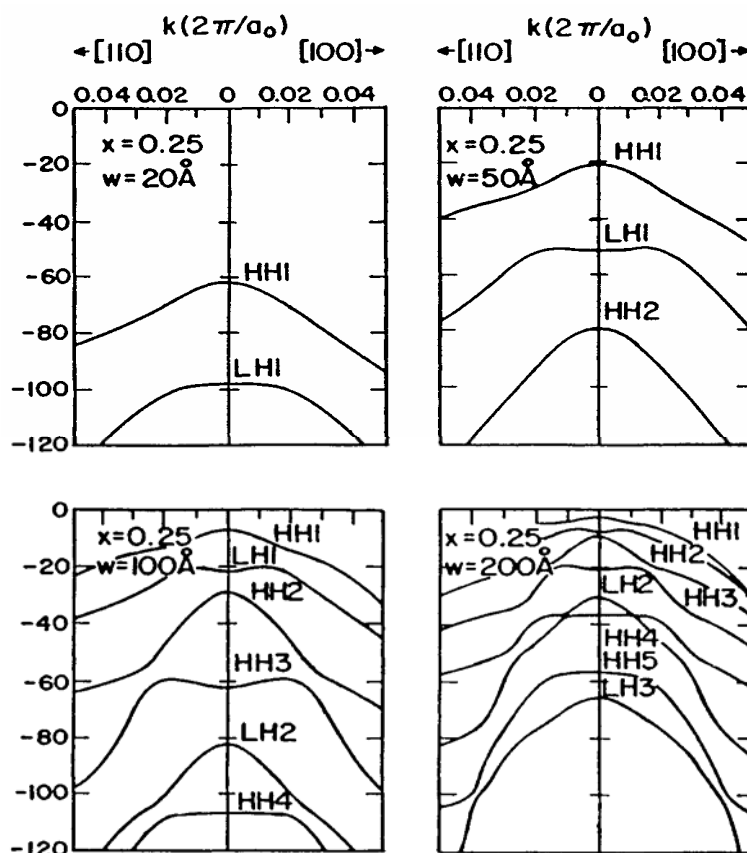 k(2π/a₀)
←[110] [100]→
0.04 0.02 0 0.02
0
-20
-40
-60
-80
-100
-120
x=0.25
w=20Å
HH1
LH1
k(2π/a₀)
←[110] [100]→
0.04 0.02 0 0.02 0.04
x=0.25
w=50Å
HH1
LH1
HH2
0
-20
-40
-60
-80
-100
-120
x=0.25
w=100Å
HH1
LH1
HH2
HH3
LH2
HH4
x=0.25
w=200Å
HH1
HH2
HH3
LH2
HH4
HH5
LH3